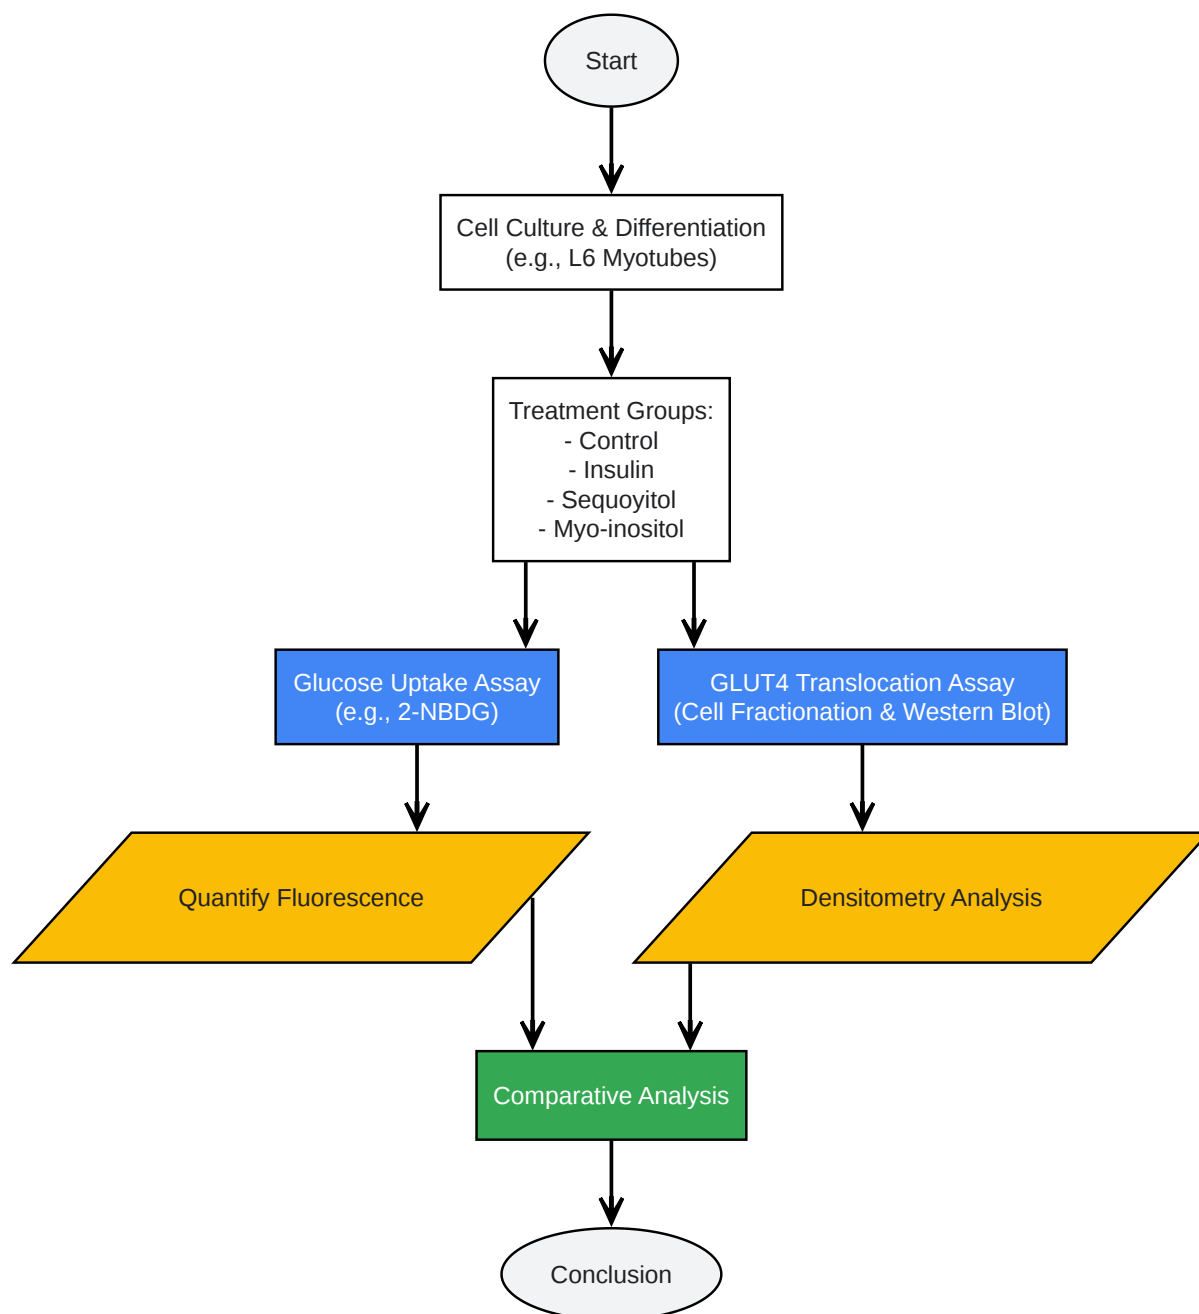 Start
Cell Culture & Differentiation
(e.g., L6 Myotubes)
Treatment Groups:
- Control
- Insulin
- Sequoyitol
- Myo-inositol
Glucose Uptake Assay
(e.g., 2-NBDG)
GLUT4 Translocation Assay
(Cell Fractionation & Western Blot)
Quantify Fluorescence
Densitometry Analysis
Comparative Analysis
Conclusion